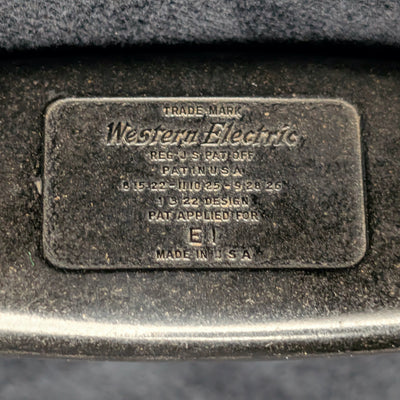 TRADE MARK
Western Electric
REG U S PAT OFF
PAT IN U S A
8 15-22 - 11 10 25 - 9 28 26
1 3 22 DESIGN
PAT APPLIED FOR
E1
MADE IN U S A